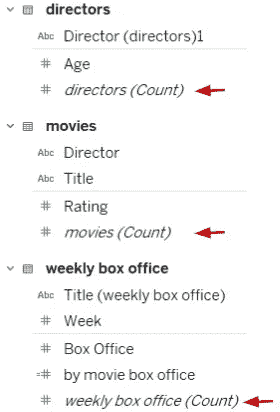 directors
Abc Director (directors)1
# Age
# directors (Count)
movies
Abc Director
Abc Title
# Rating
# movies (Count)
weekly box office
Abc Title (weekly box office)
# Week
# Box Office
=# by movie box office
# weekly box office (Count)